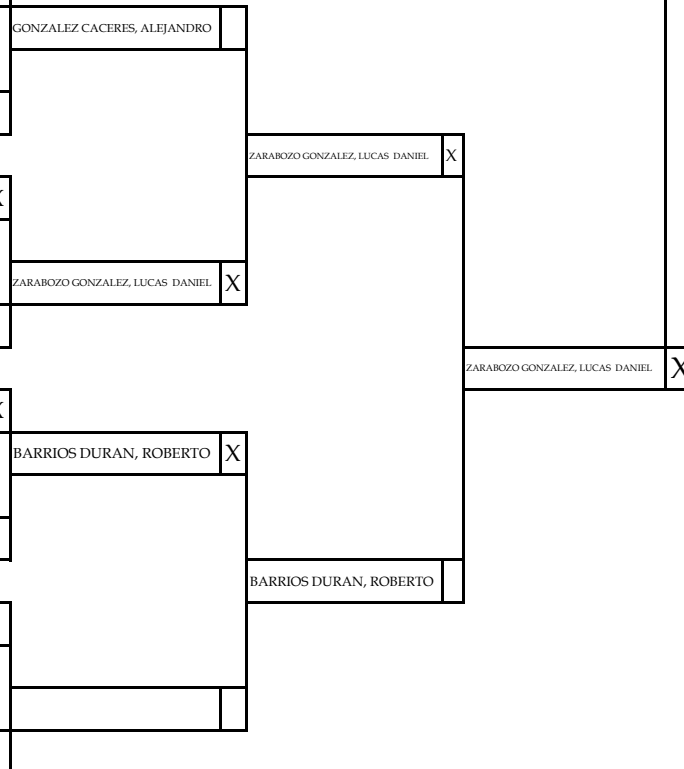 GONZALEZ CACERES, ALEJANDRO
ZARABOZO GONZALEZ, LUCAS DANIEL X
X
ZARABOZO GONZALEZ, LUCAS DANIEL X
ZARABOZO GONZALEZ, LUCAS DANIEL X
X
BARRIOS DURAN, ROBERTO X
BARRIOS DURAN, ROBERTO